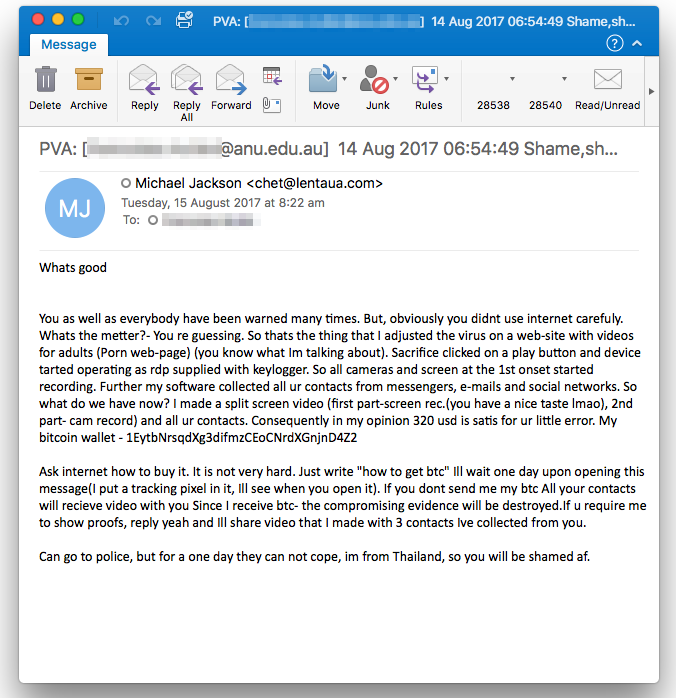 PVA: [ ] 14 Aug 2017 06:54:49 Shame,sh...
Message
?
Delete
Archive
Reply
Reply All
Forward
Move
Junk
Rules
28538
28540
Read/Unread
PVA: [ @anu.edu.au] 14 Aug 2017 06:54:49 Shame,sh...
MJ
Michael Jackson <chet@lentaua.com>
Tuesday, 15 August 2017 at 8:22 am
To:
Whats good
You as well as everybody have been warned many times. But, obviously you didnt use internet carefuly.
Whats the metter?- You re guessing. So thats the thing that I adjusted the virus on a web-site with videos
for adults (Porn web-page) (you know what Im talking about). Sacrifice clicked on a play button and device
tarted operating as rdp supplied with keylogger. So all cameras and screen at the 1st onset started
recording. Further my software collected all ur contacts from messengers, e-mails and social networks. So
what do we have now? I made a split screen video (first part-screen rec.(you have a nice taste lmao), 2nd
part- cam record) and all ur contacts. Consequently in my opinion 320 usd is satis for ur little error. My
bitcoin wallet - 1EytbNrsqdXg3difmzCEoCNrdXGnjnD4Z2
Ask internet how to buy it. It is not very hard. Just write "how to get btc" Ill wait one day upon opening this
message(I put a tracking pixel in it, Ill see when you open it). If you dont send me my btc All your contacts
will recieve video with you Since I receive btc- the compromising evidence will be destroyed.If u require me
to show proofs, reply yeah and Ill share video that I made with 3 contacts Ive collected from you.
Can go to police, but for a one day they can not cope, im from Thailand, so you will be shamed af.